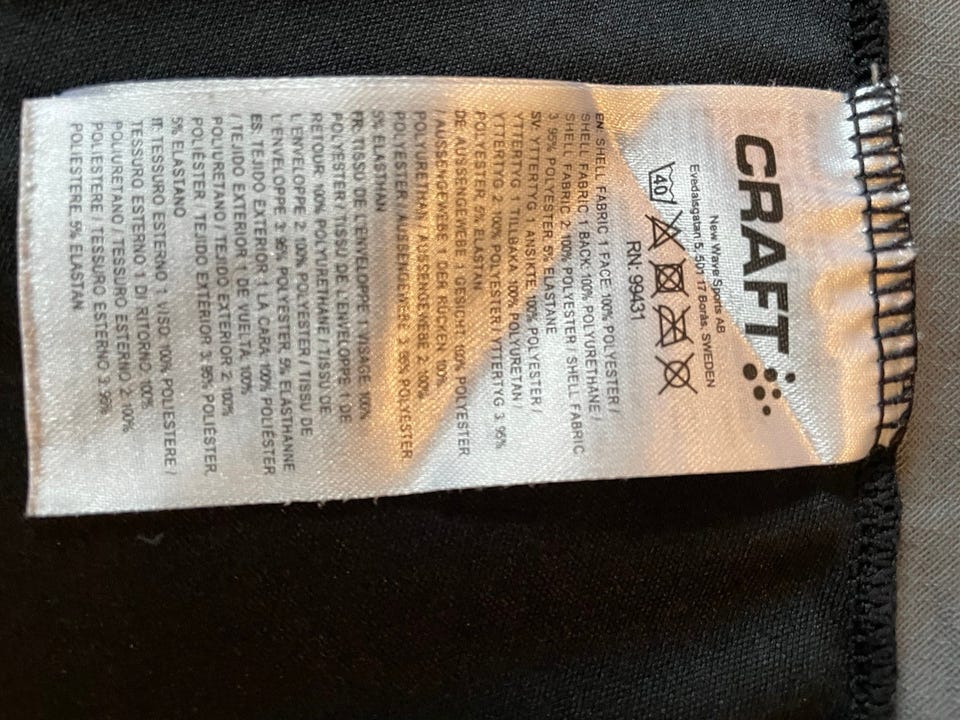 CRAFT
New Wave Sports AB
Evedalsgatan 5, 501 17 Borås, SWEDEN
40
RN: 99431
EN: SHELL FABRIC 1 FACE: 100% POLYESTER /
SHELL FABRIC 1 BACK: 100% POLYURETHANE /
SHELL FABRIC 2: 100% POLYESTER / SHELL FABRIC
3: 95% POLYESTER 5% ELASTANE
SV: YTTERTYG 1 ANSIKTE 100% POLYESTER /
YTTERTYG TILLBAKA 100% POLYURETAN /
YTTERTYG 2 100% POLYESTER / YTTERTYG 3 95%
POLYESTER, 5% ELASTAN
DE AUSSENGEWEBE 1 GESICHT 100% POLYESTER
/ AUSSENGEWEBE 1 DER RÜCKEN 100%
POLYURETHAN / AUSSENGEWEBE 2: 100%
POLYESTER / AUSSENGEWEBE 3 95% POLYESTER
5% ELASTHAN
FR: TISSU DE L'ENVELOPPE 1 VISAGE 100%
POLYESTER / TISSU DE L'ENVELOPPE 1 DE
RETOUR: 100% POLYURETHANE / TISSU DE
L'ENVELOPPE 2: 100% POLYESTER / TISSU DE
L'ENVELOPPE 3: 95% POLYESTER 5% ELASTHANNE
ES: TEJIDO EXTERIOR 1 LA CARA: 100% POLIÉSTER
/ TEJIDO EXTERIOR 1 DE VUELTA, 100%
POLIURETANO / TEJIDO EXTERIOR 2: 100%
POLIÉSTER / TEJIDO EXTERIOR 3: 95% POLIÉSTER,
5% ELASTANO
IT: TESSURO ESTERNO 1 VISO: 100% POLIESTERE /
TESSURO ESTERNO 1 DI RITORNO: 100%
POLIURETANO / TESSURO ESTERNO 2: 100%
POLIESTERE / TESSURO ESTERNO 3: 95%
POLIESTERE, 5% ELASTAN